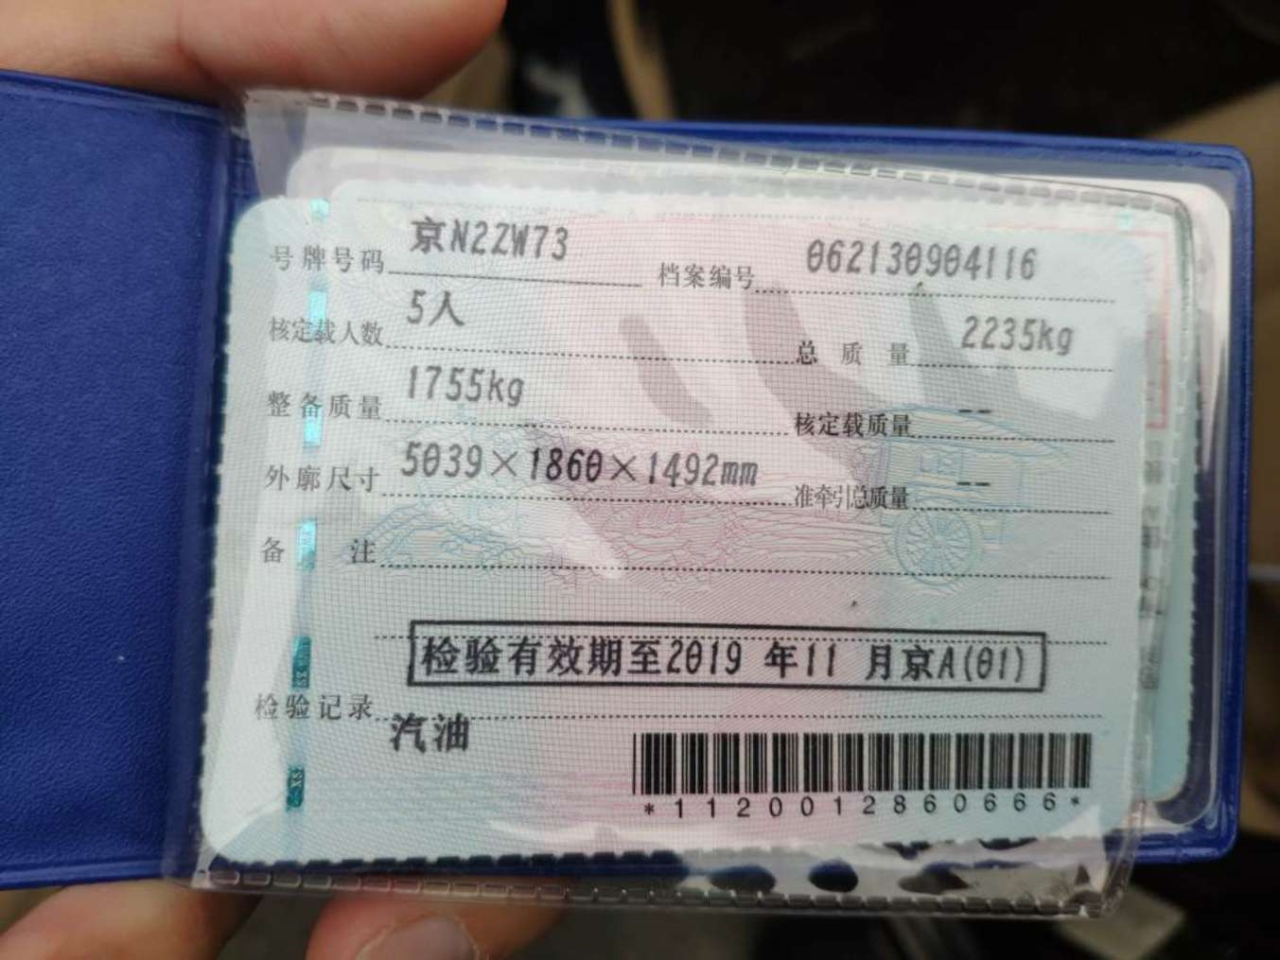 号牌号码 京N2ZW73 档案编号 062130904116
核定载人数 5人 总质量 2235kg
整备质量 1755kg 核定载质量 --
外廓尺寸 5039×1860×1492mm 准牵引总质量 --
备注
检验有效期至2019 年11 月京A(01)
检验记录
汽油
*1120012860666*